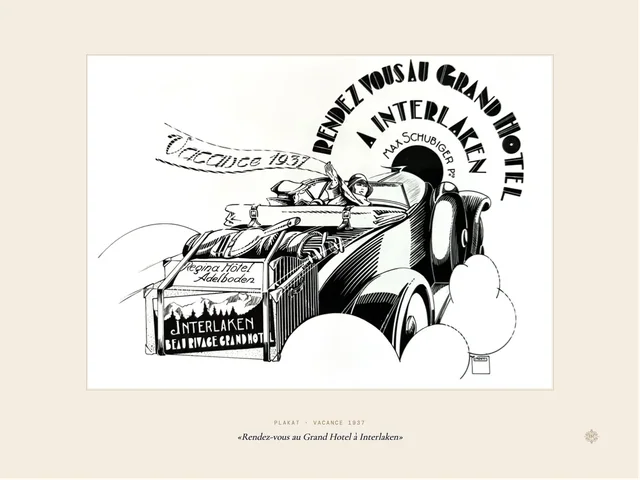 RENDEZ VOUS AU GRAND HOTEL
A INTERLAKEN
MAX SCHUBIGER Pr
Vacance 1937
Regina Hôtel
Adelboden
INTERLAKEN
BEAU RIVAGE GRAND HOTEL
PLAKAT · VACANCE 1937
«Rendez-vous au Grand Hotel à Interlaken»